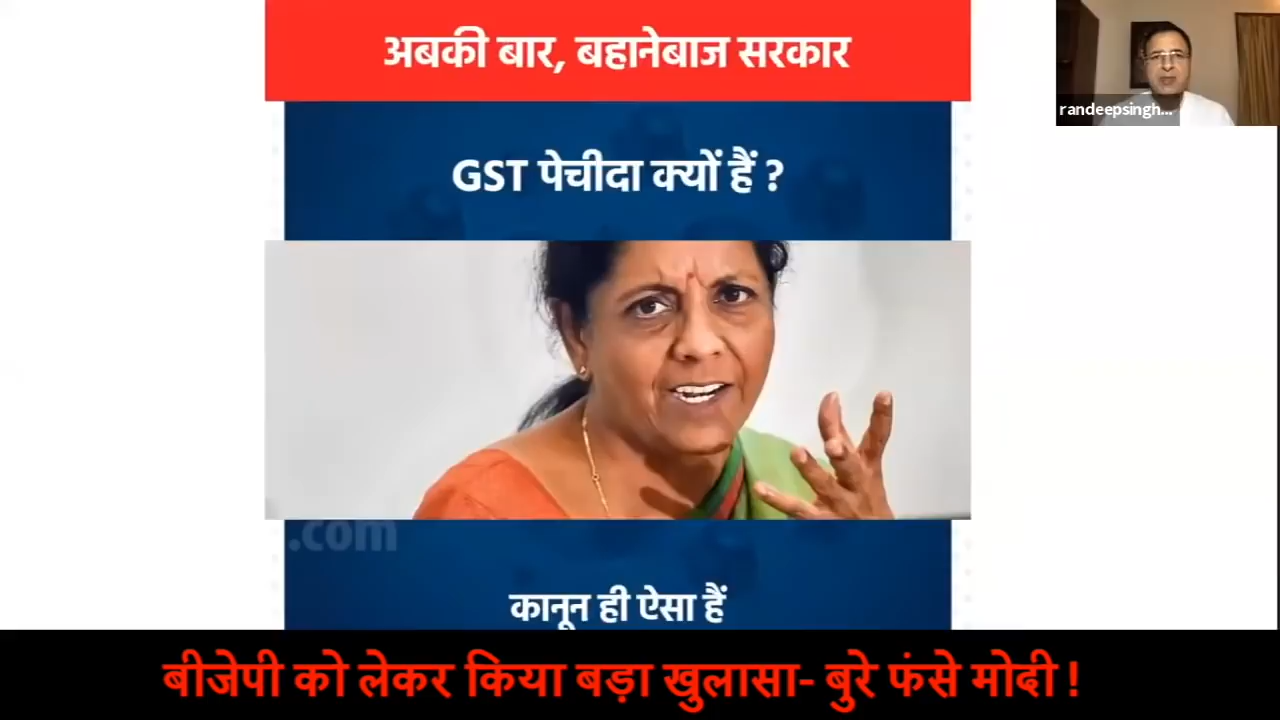 अबकी बार, बहानेबाज सरकार
randeepsingh...
GST पेचीदा क्यों हैं ?
.com
कानून ही ऐसा हैं
बीजेपी को लेकर किया बड़ा खुलासा- बुरे फंसे मोदी !